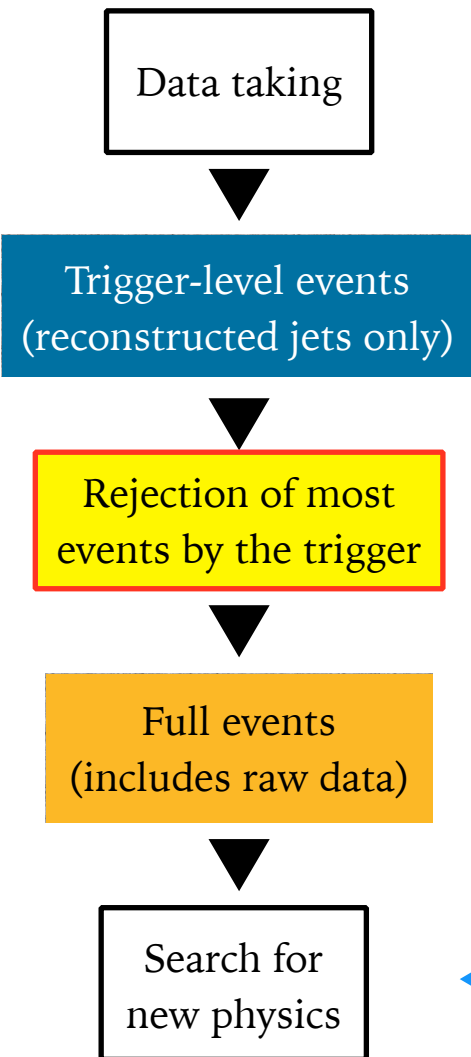 Data taking
Trigger-level events
(reconstructed jets only)
Rejection of most
events by the trigger
Full events
(includes raw data)
Search for
new physics